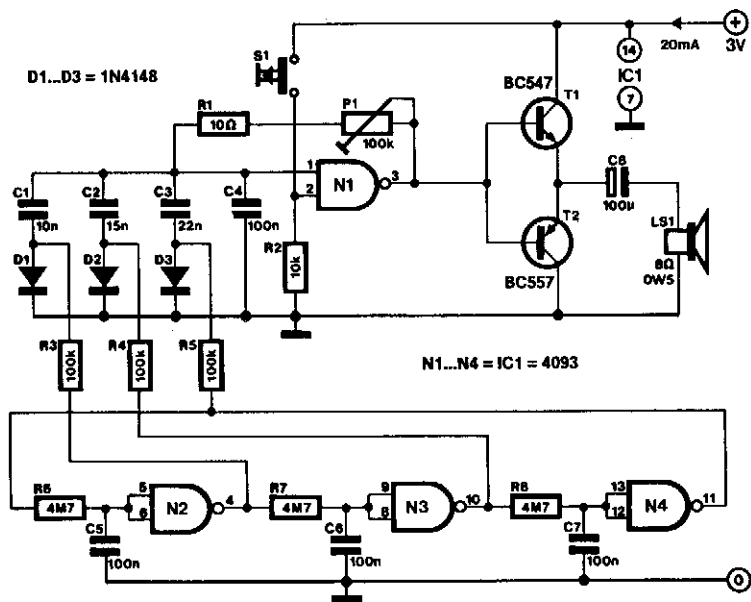 14
20mA
+
3V
S1
D1...D3 = 1N4148
BC547
IC1
T1
7
R1
10Ω
P1
100k
1
2
N1
3
C1
10n
C2
15n
C3
22n
C4
100n
R2
10k
T2
C8
100µ
LS1
8Ω
0W5
D1
D2
D3
BC557
R3
100k
R4
100k
R5
100k
N1...N4 = IC1 = 4093
R6
4M7
5
6
N2
4
R7
4M7
9
8
N3
10
R8
4M7
13
12
N4
11
C5
100n
C6
100n
C7
100n
0